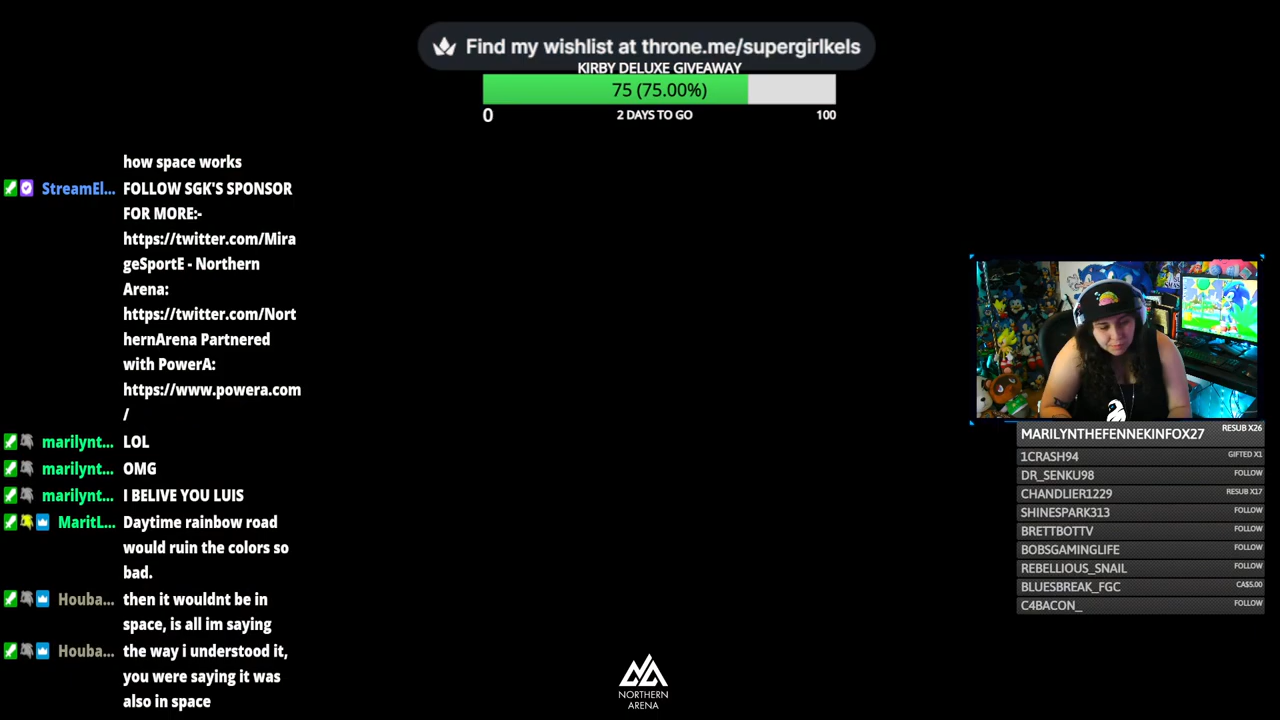 Find my wishlist at throne.me/supergirlkels
KIRBY DELUXE GIVEAWAY
75 (75.00%)
0
2 DAYS TO GO
100
how space works
StreamEl... FOLLOW SGK'S SPONSOR
FOR MORE:-
https://twitter.com/Mira
geSportE - Northern
Arena:
https://twitter.com/Nort
hernArena Partnered
with PowerA:
https://www.powera.com
/
marilynt... LOL
marilynt... OMG
marilynt... I BELIVE YOU LUIS
MaritL... Daytime rainbow road
would ruin the colors so
bad.
Houba... then it wouldnt be in
space, is all im saying
Houba... the way i understood it,
you were saying it was
also in space
MARILYNTHEFENNEKINFOX27 RESUB X26
1CRASH94 GIFTED X1
DR_SENKU98 FOLLOW
CHANDLIER1229 RESUB X17
SHINESPARK313 FOLLOW
BRETTBOTTV FOLLOW
BOBSGAMINGLIFE FOLLOW
REBELLIOUS_SNAIL FOLLOW
BLUESBREAK_FGC CA$5.00
C4BACON_ FOLLOW
NORTHERN
ARENA